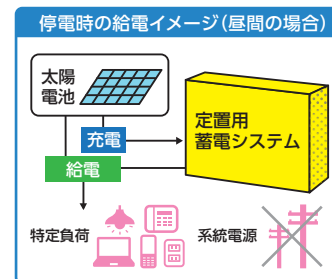 停電時の給電イメージ(昼間の場合)
太陽
電池
充電
定置用
蓄電システム
給電
特定負荷
系統電源